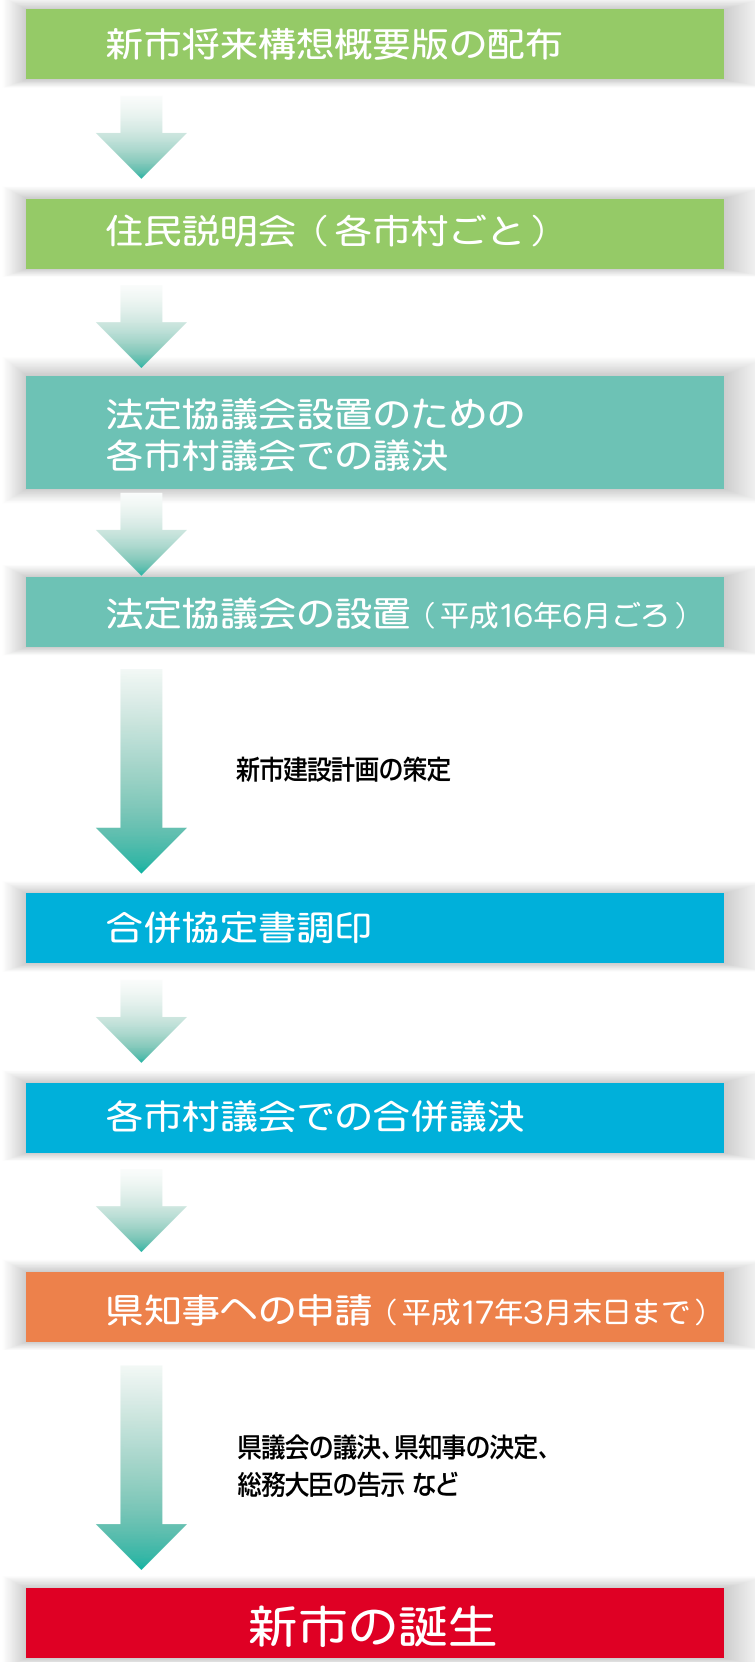 新市将来構想概要版の配布
住民説明会（各市村ごと）
法定協議会設置のための
各市村議会での議決
法定協議会の設置（平成16年6月ごろ）
新市建設計画の策定
合併協定書調印
各市村議会での合併議決
県知事への申請（平成17年3月末日まで）
県議会の議決、県知事の決定、
総務大臣の告示 など
新市の誕生